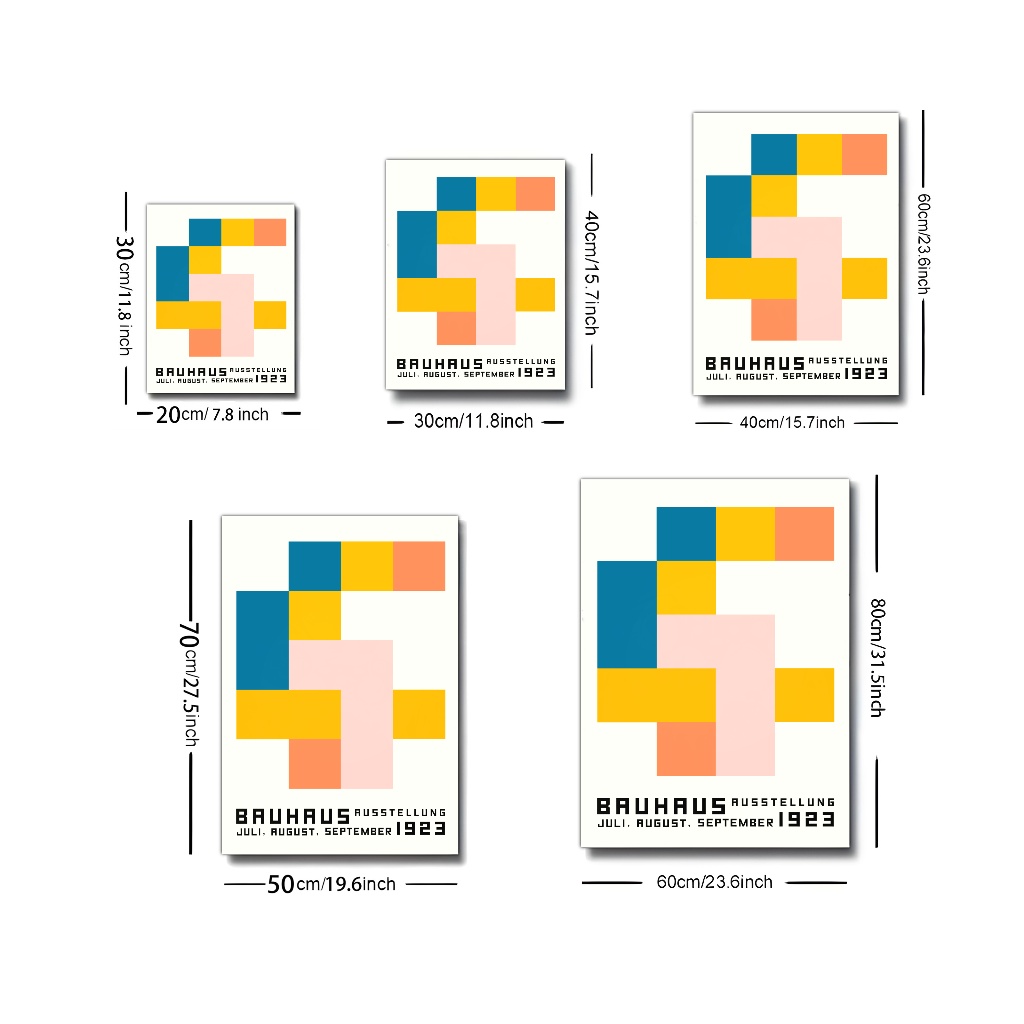 30cm/11.8 inch
BAUHAUS AUSSTELLUNG
JULI. AUGUST. SEPTEMBER 1923
20cm/ 7.8 inch
BAUHAUS AUSSTELLUNG
JULI. AUGUST. SEPTEMBER 1923
40cm/15.7inch
30cm/11.8inch
BAUHAUS AUSSTELLUNG
JULI. AUGUST. SEPTEMBER 1923
60cm/23.6inch
40cm/15.7inch
70cm/27.5inch
BAUHAUS AUSSTELLUNG
JULI. AUGUST. SEPTEMBER 1923
50cm/19.6inch
BAUHAUS AUSSTELLUNG
JULI. AUGUST. SEPTEMBER 1923
80cm/31.5inch
60cm/23.6inch